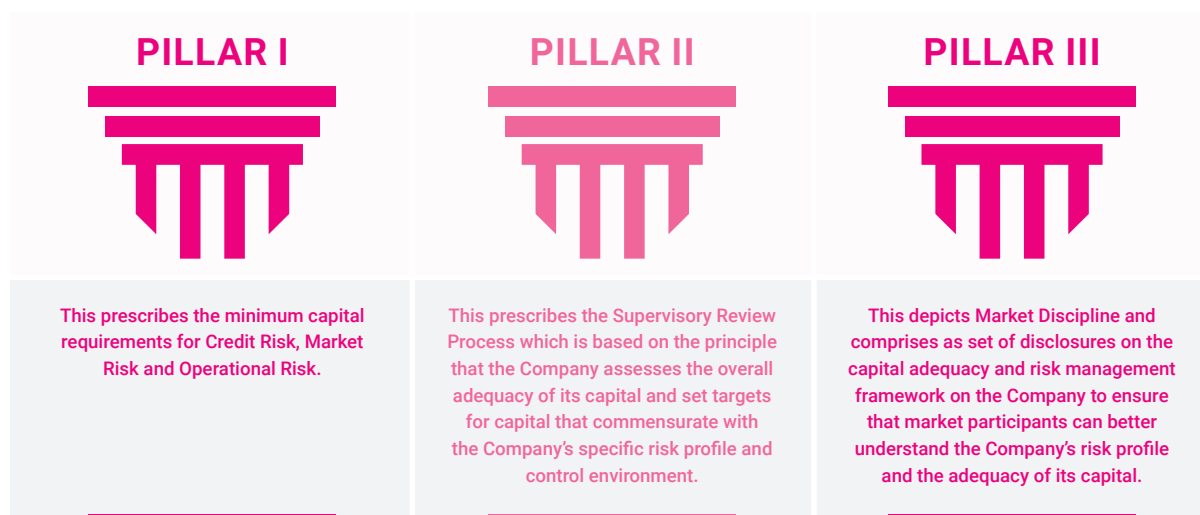 PILLAR I
This prescribes the minimum capital
requirements for Credit Risk, Market
Risk and Operational Risk.
PILLAR II
This prescribes the Supervisory Review
Process which is based on the principle
that the Company assesses the overall
adequacy of its capital and set targets
for capital that commensurate with
the Company’s specific risk profile and
control environment.
PILLAR III
This depicts Market Discipline and
comprises as set of disclosures on the
capital adequacy and risk management
framework on the Company to ensure
that market participants can better
understand the Company’s risk profile
and the adequacy of its capital.